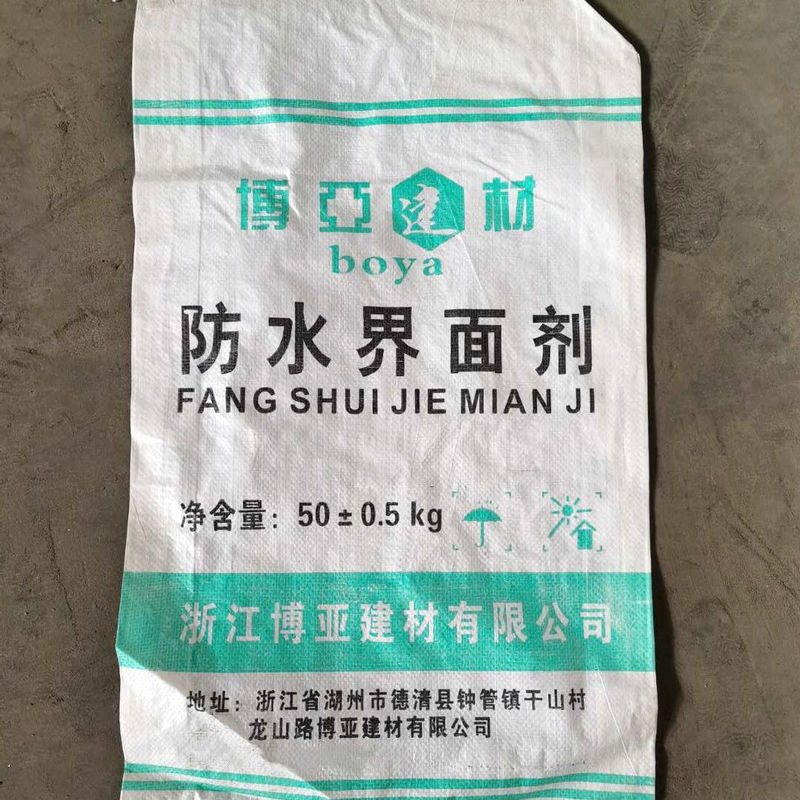 博亞建材
boya
防水界面剂
FANG SHUI JIE MIAN JI
净含量：50±0.5 kg
浙江博亚建材有限公司
地址：浙江省湖州市德清县钟管镇干山村
龙山路博亚建材有限公司